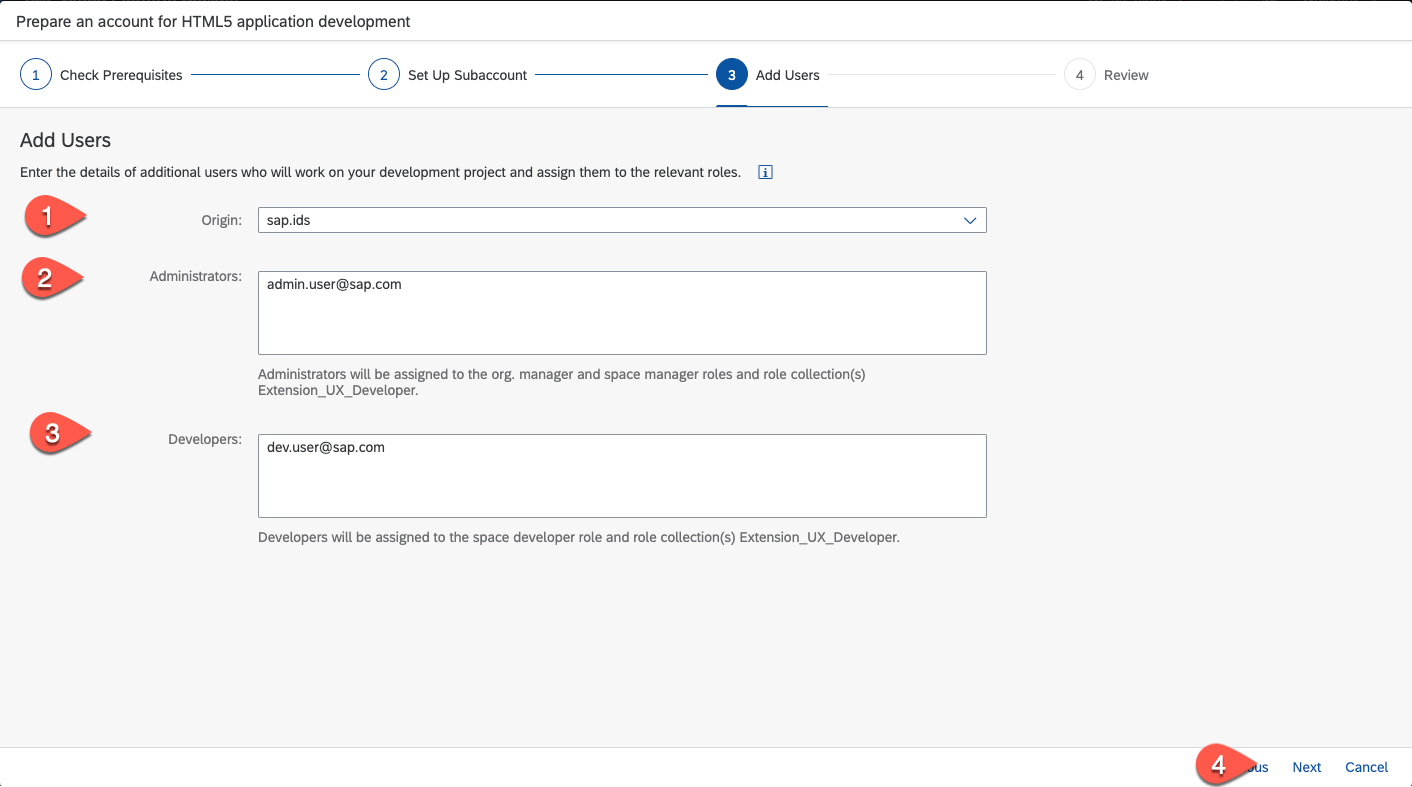 Prepare an account for HTML5 application development
1 Check Prerequisites 2 Set Up Subaccount 3 Add Users 4 Review
Add Users
Enter the details of additional users who will work on your development project and assign them to the relevant roles. i
1 Origin: sap.ids
2 Administrators: admin.user@sap.com
Administrators will be assigned to the org. manager and space manager roles and role collection(s)
Extension_UX_Developer.
3 Developers: dev.user@sap.com
Developers will be assigned to the space developer role and role collection(s) Extension_UX_Developer.
4 Next Cancel